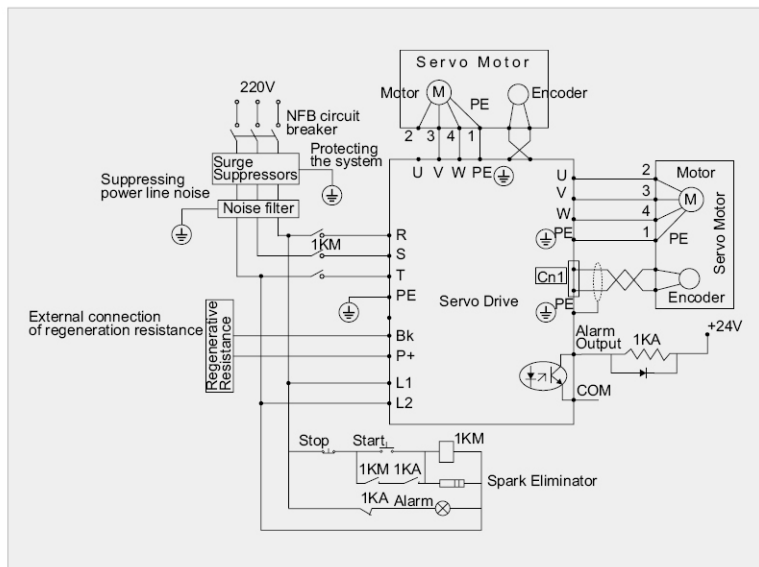 Servo Motor
Motor
M
PE
Encoder
2 3 4 1
220V
NFB circuit
breaker
Surge
Suppressors
Protecting
the system
Suppressing
power line noise
Noise filter
U V W PE
U
V
W
PE
2
3
4
1
Motor
M
PE
Servo Motor
Encoder
1KM
R
S
T
PE
Servo Drive
Cn1
PE
External connection
of regeneration resistance
Regenerative
Resistance
Bk
P+
L1
L2
Alarm
Output
1KA
+24V
COM
Stop
Start
1KM
1KM 1KA
Spark Eliminator
1KA
Alarm